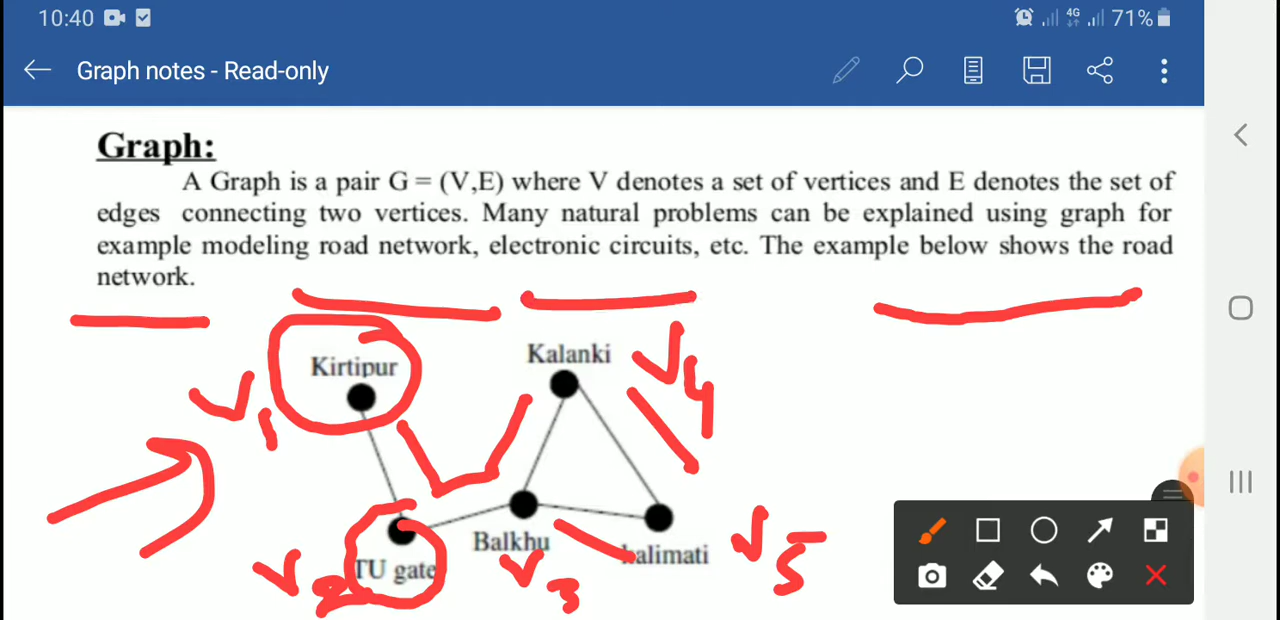 10:40 4G 71%
Graph notes - Read-only
Graph:
A Graph is a pair G = (V,E) where V denotes a set of vertices and E denotes the set of
edges connecting two vertices. Many natural problems can be explained using graph for
example modeling road network, electronic circuits, etc. The example below shows the road
network.
Kirtipur
Kalanki
V4
V1
TU gate
Balkhu
alimati
V2
V3
V5